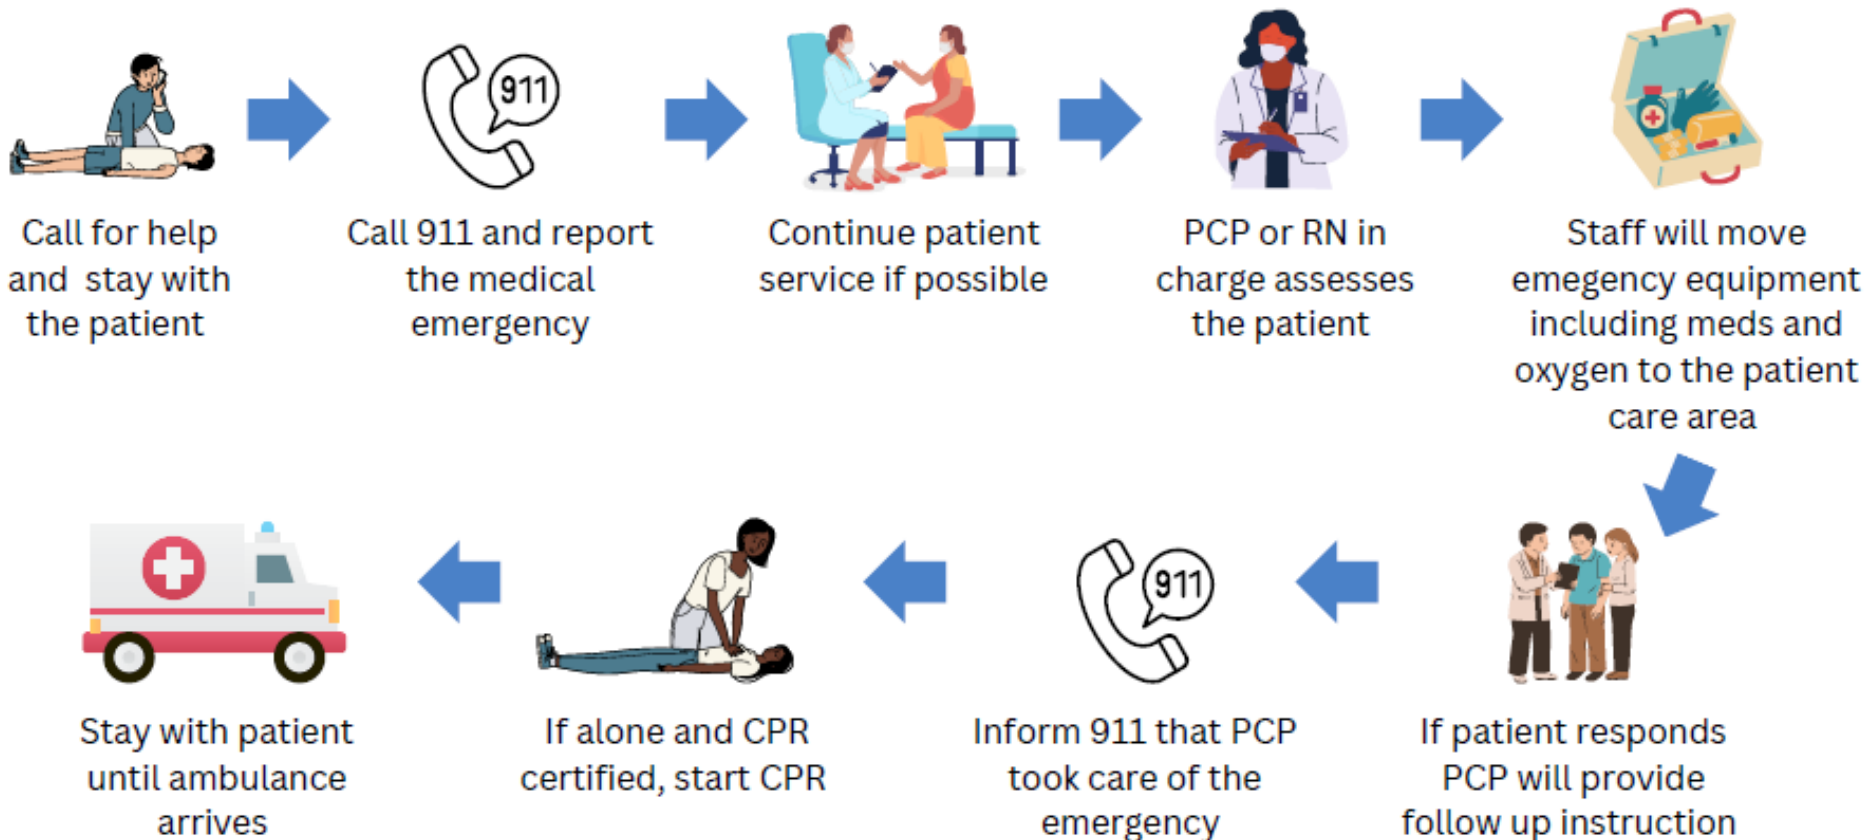 911
Call for help
and stay with
the patient
Call 911 and report
the medical
emergency
Continue patient
service if possible
PCP or RN in
charge assesses
the patient
Staff will move
emegency equipment
including meds and
oxygen to the patient
care area
911
If patient responds
PCP will provide
follow up instruction
Inform 911 that PCP
took care of the
emergency
If alone and CPR
certified, start CPR
Stay with patient
until ambulance
arrives